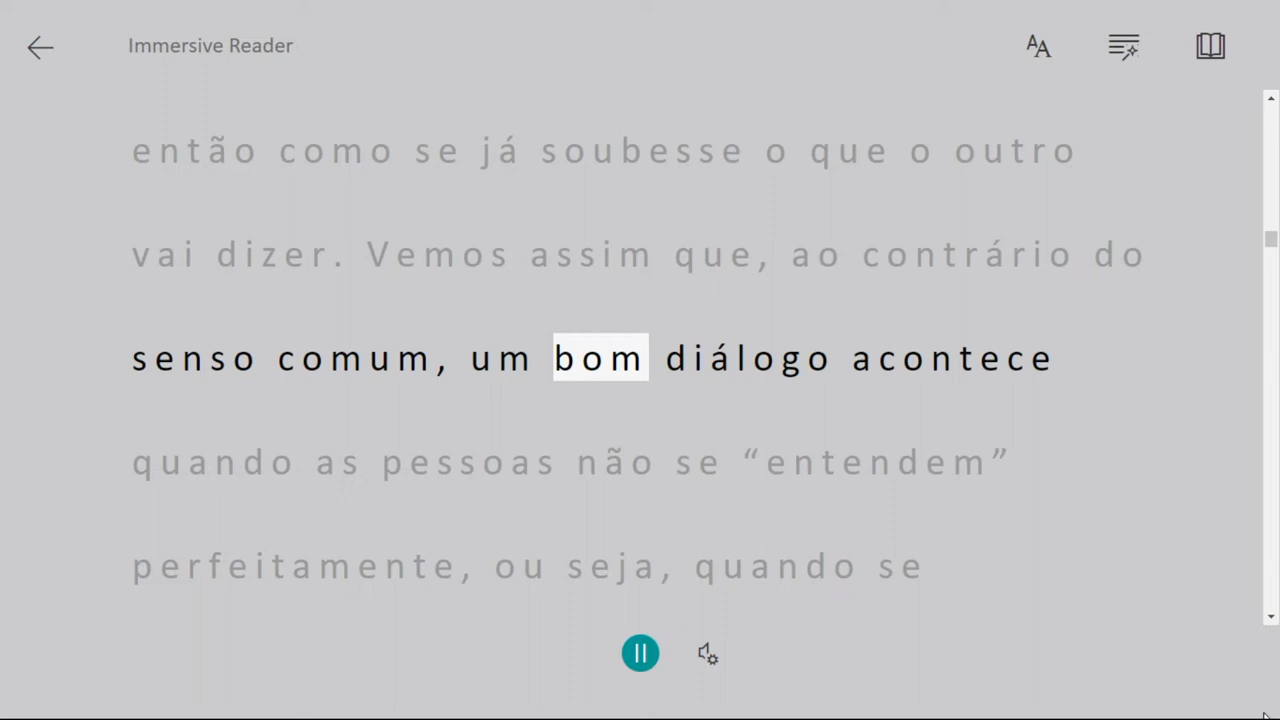 Immersive Reader
então como se já soubesse o que o outro
vai dizer. Vemos assim que, ao contrário do
senso comum, um bom diálogo acontece
quando as pessoas não se “entendem”
perfeitamente, ou seja, quando se